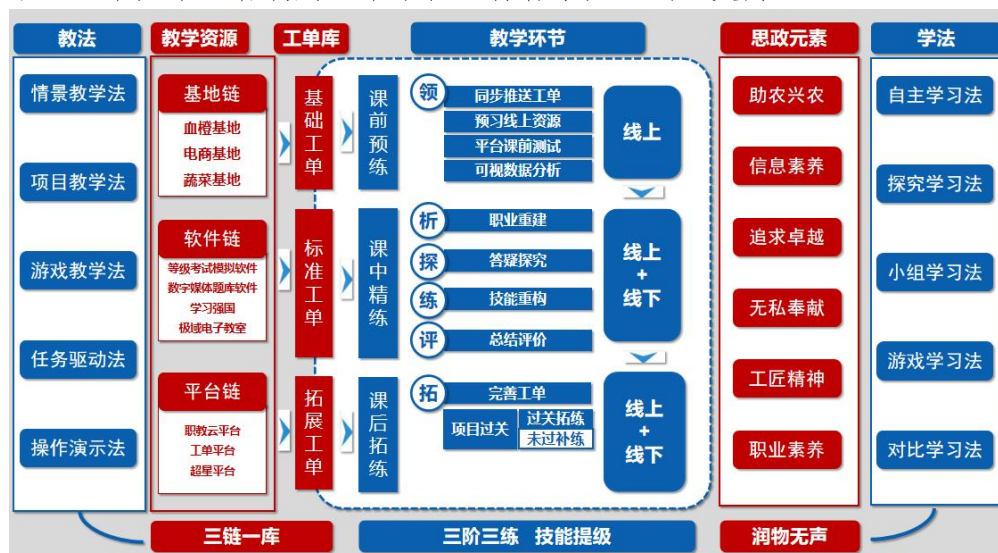 教法
教学资源
工单库
教学环节
思政元素
学法
情景教学法
项目教学法
游戏教学法
任务驱动法
操作演示法
基地链
血橙基地
电商基地
蔬菜基地
软件链
等级考试模拟软件
数字媒体题库软件
学习强国
极域电子教室
平台链
职教云平台
工单平台
超星平台
基础工单
标准工单
拓展工单
课前预练
领
同步推送工单
预习线上资源
平台课前测试
可视数据分析
线上
课中精练
析
职业重建
探
答疑探究
练
技能重构
评
总结评价
线上
+
线下
课后拓练
拓
完善工单
项目过关
过关拓练
未过补练
线上
+
线下
助农兴农
信息素养
追求卓越
无私奉献
工匠精神
职业素养
自主学习法
探究学习法
小组学习法
游戏学习法
对比学习法
三链一库
三阶三练 技能提级
润物无声